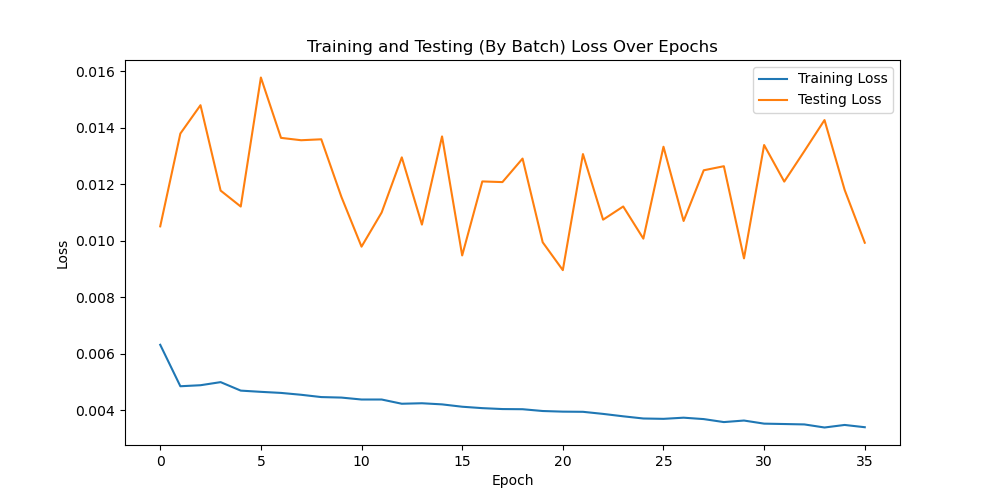 Training and Testing (By Batch) Loss Over Epochs
Training Loss
Testing Loss
0.016
0.014
0.012
0.010
0.008
0.006
0.004
Loss
0 5 10 15 20 25 30 35
Epoch